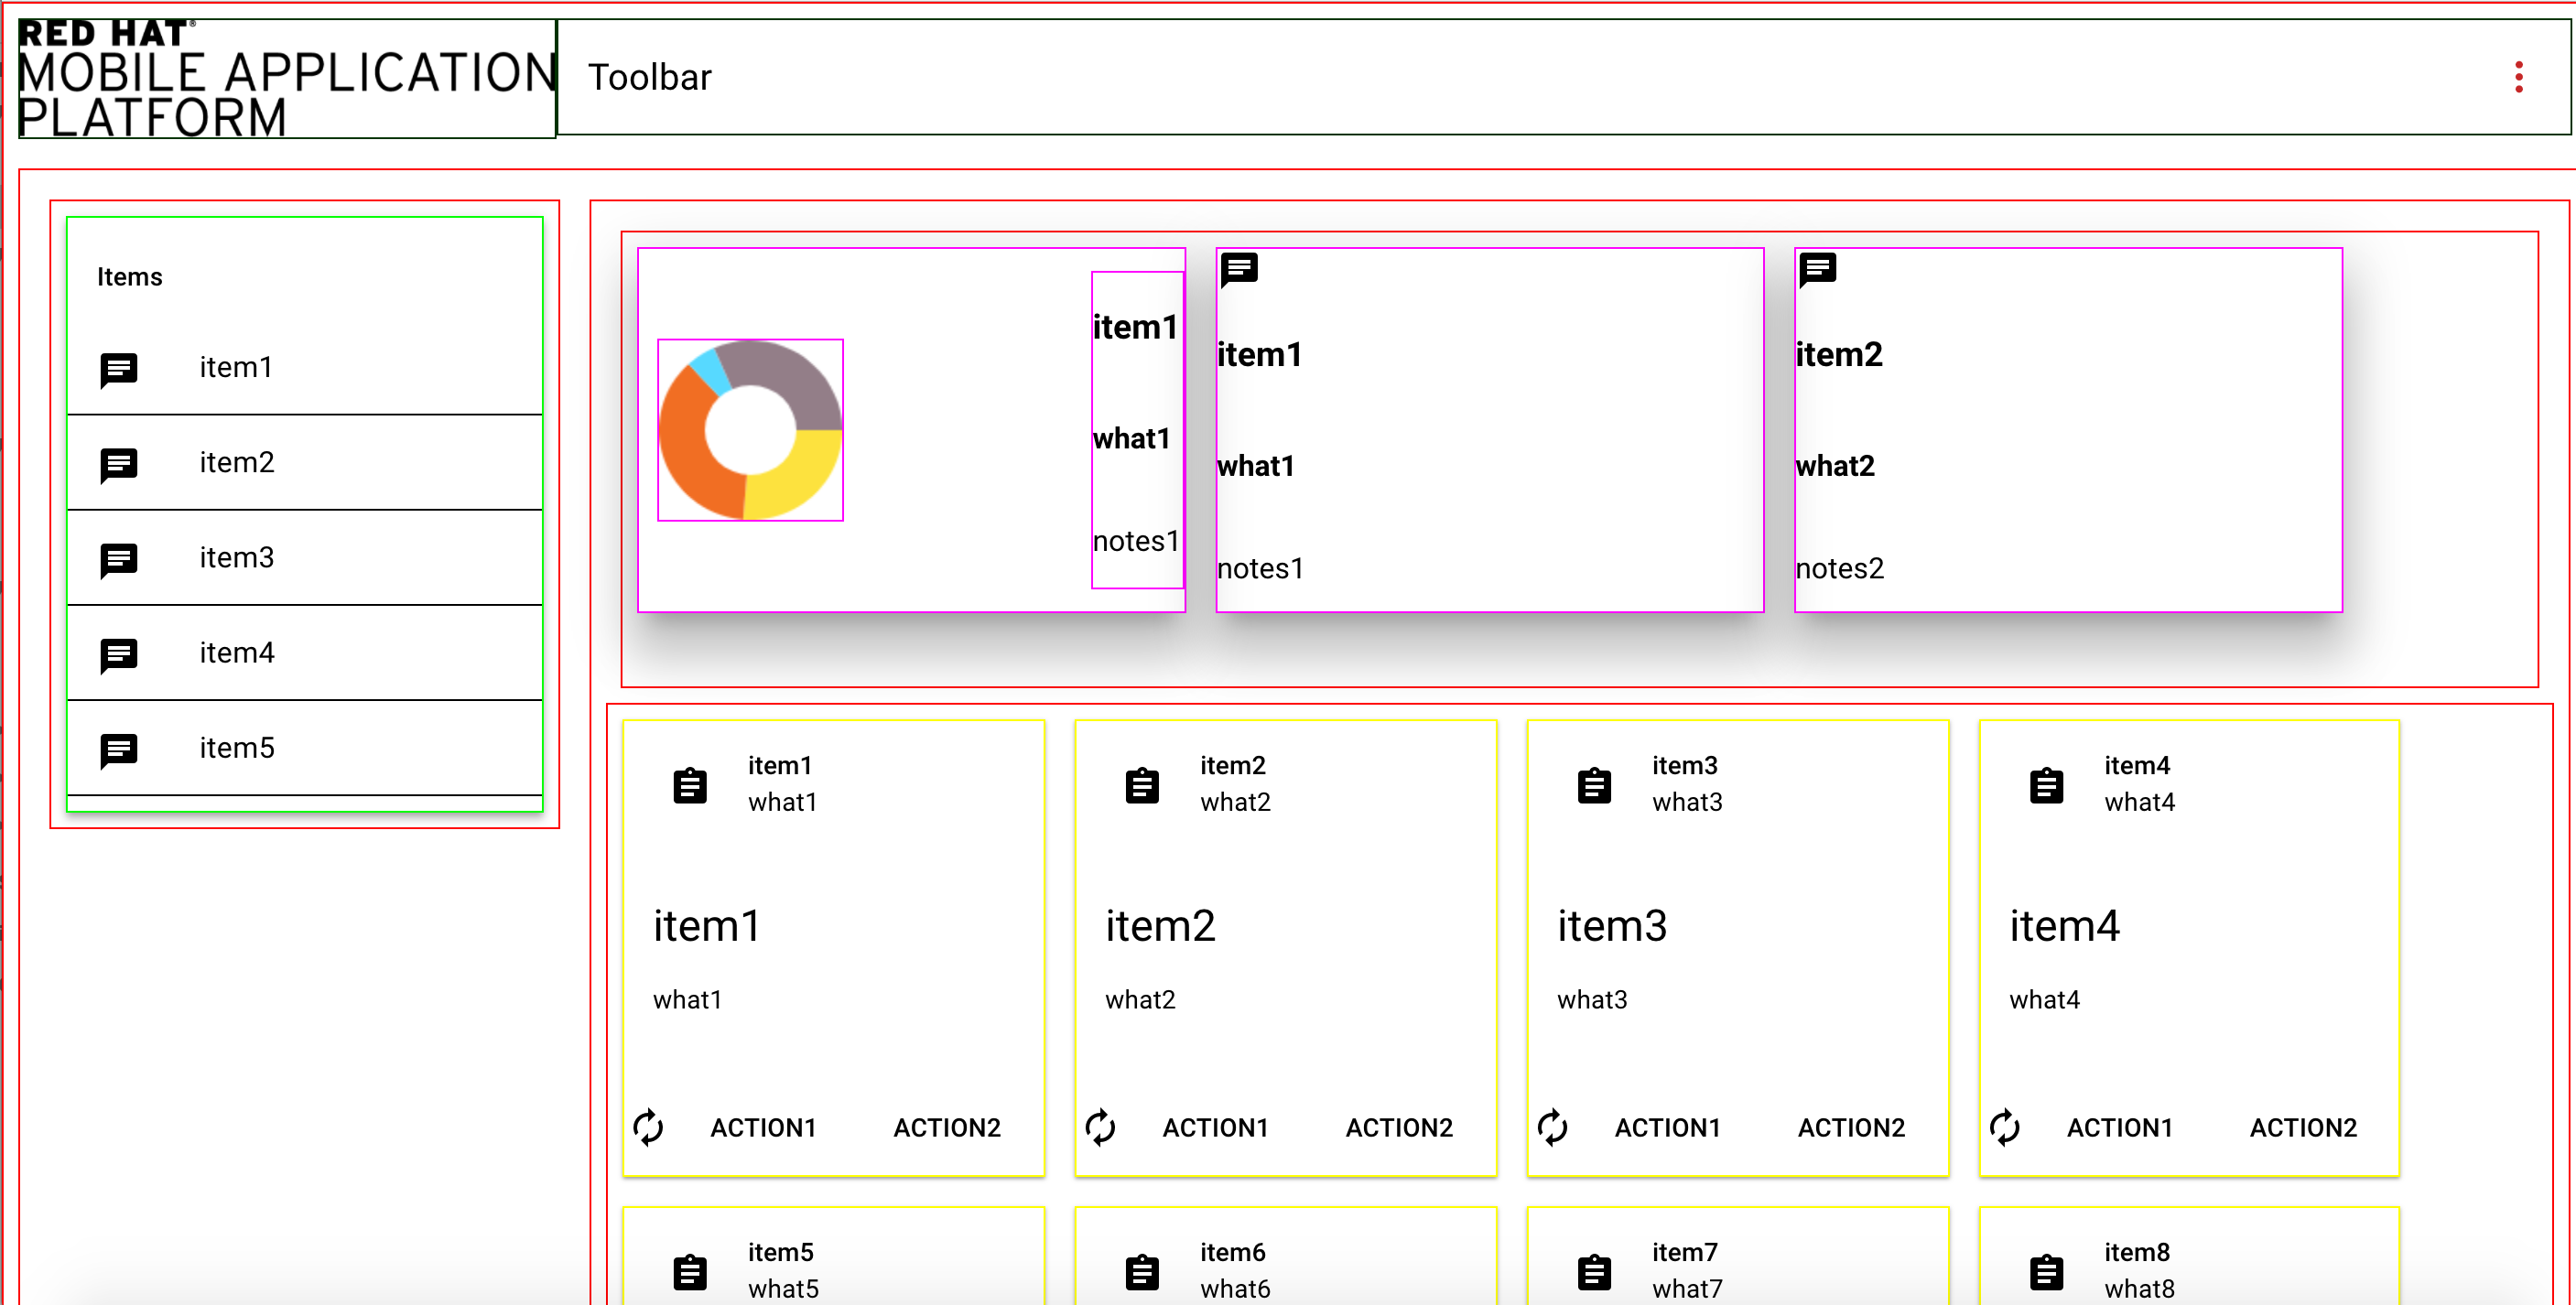 RED HAT®
MOBILE APPLICATION
PLATFORM
Toolbar
Items
item1
item2
item3
item4
item5
item1
what1
notes1
item1
what1
notes1
item2
what2
notes2
item1
what1
item1
what1
ACTION1 ACTION2
item2
what2
item2
what2
ACTION1 ACTION2
item3
what3
item3
what3
ACTION1 ACTION2
item4
what4
item4
what4
ACTION1 ACTION2
item5
what5
item6
what6
item7
what7
item8
what8